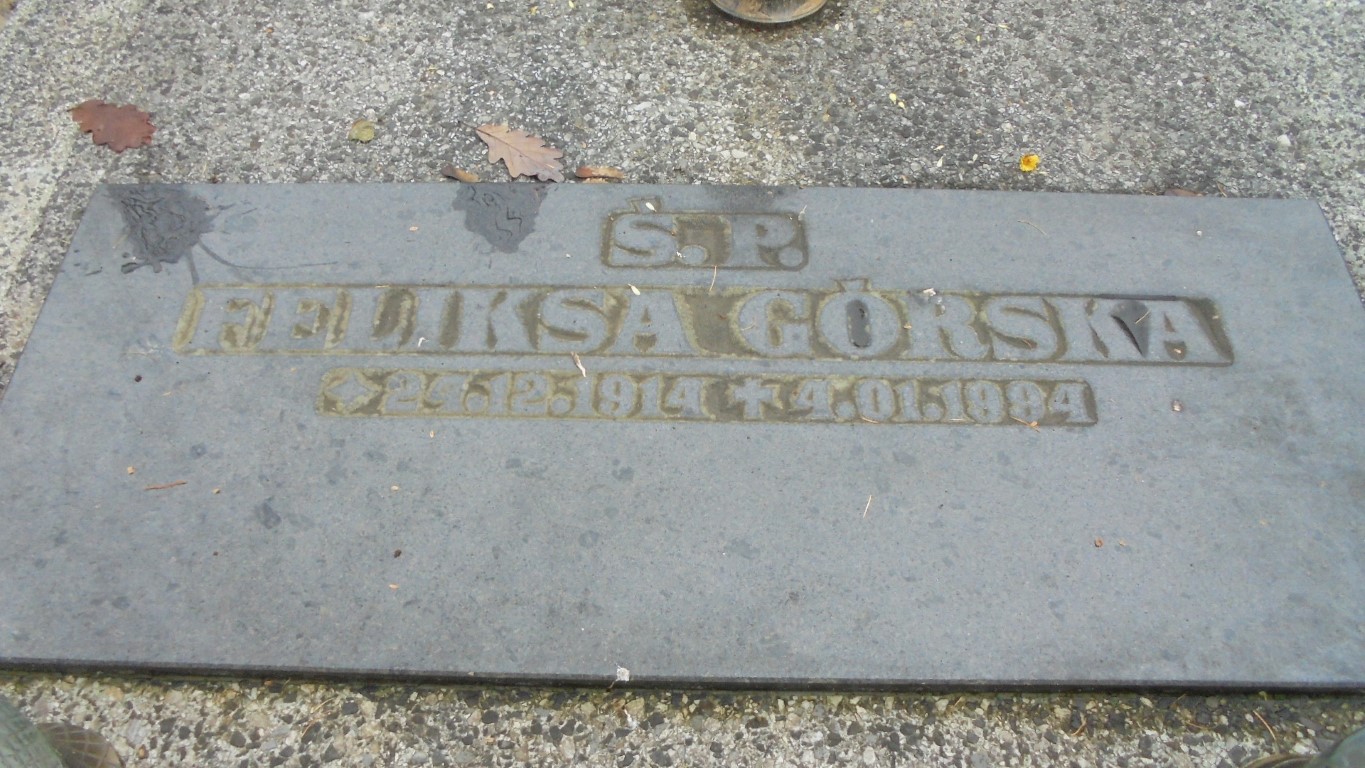 Ś.P.
FELIKSA GÓRSKA
✧ 24.12.1914 ✝ 4.01.1994